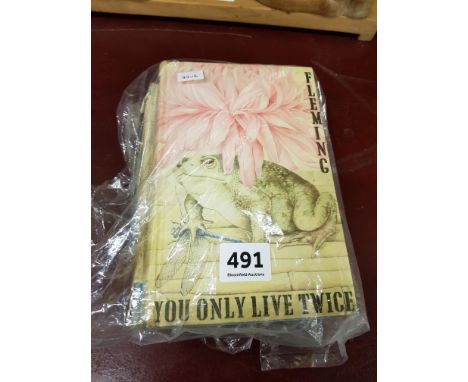 FLEMING
491
Bloomfield Auctions
YOU ONLY LIVE TWICE